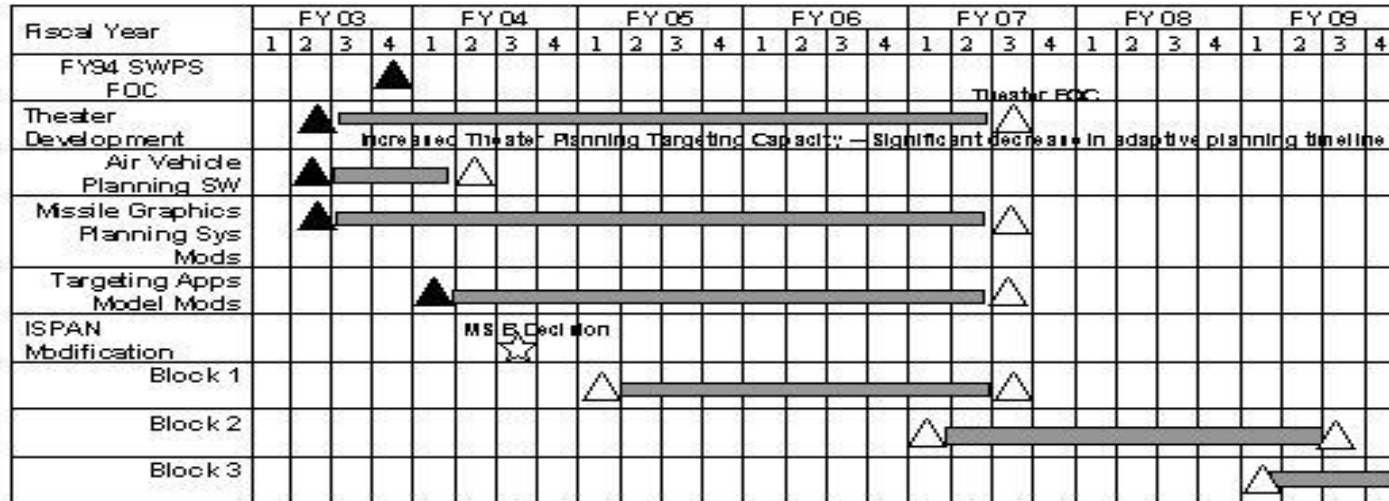 FY 03 FY 04 FY 05 FY 06 FY 07 FY 08 FY 09
Fiscal Year
1 2 3 4 1 2 3 4 1 2 3 4 1 2 3 4 1 2 3 4 1 2 3 4 1 2 3 4
FY94 SWPS
FOC
Theater FOC
Theater
Development
Increased Theater Planning Targeting Capacity – Significant decrease in adaptive planning timeline
Air Vehicle
Planning SW
Missile Graphics
Planning Sys
Mods
Targeting Apps
Model Mods
ISPAN
Modification
MS B Decision
Block 1
Block 2
Block 3